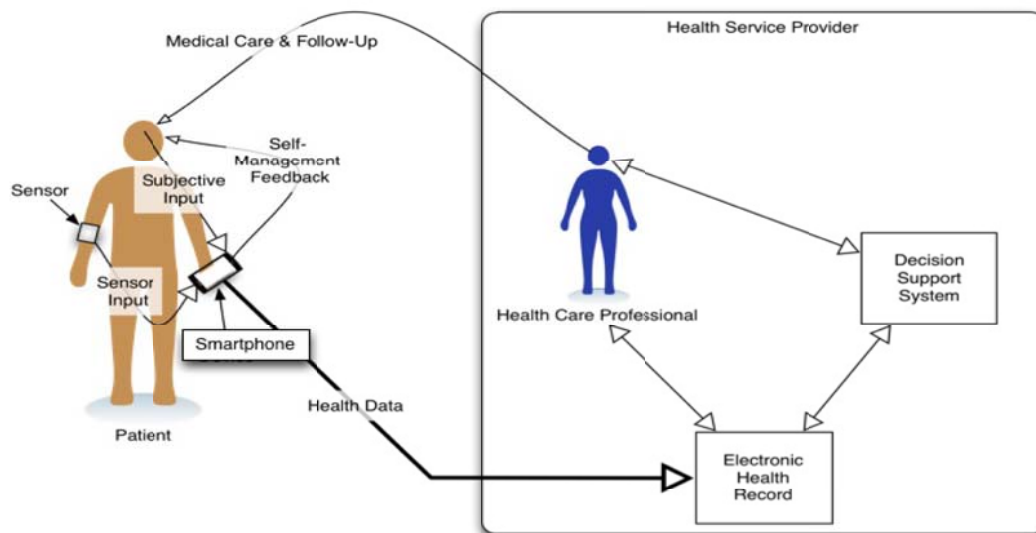 Health Service Provider
Medical Care & Follow-Up
Self-
Management
Feedback
Subjective
Input
Sensor
Sensor
Input
Smartphone
Health Data
Patient
Health Care Professional
Decision
Support
System
Electronic
Health
Record